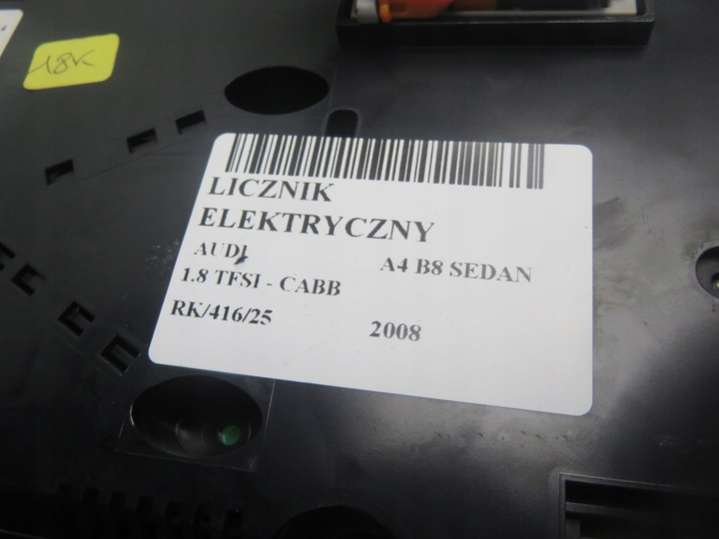 18K
LICZNIK
ELEKTRYCZNY
AUDI A4 B8 SEDAN
1.8 TFSI - CABB
RK/416/25 2008